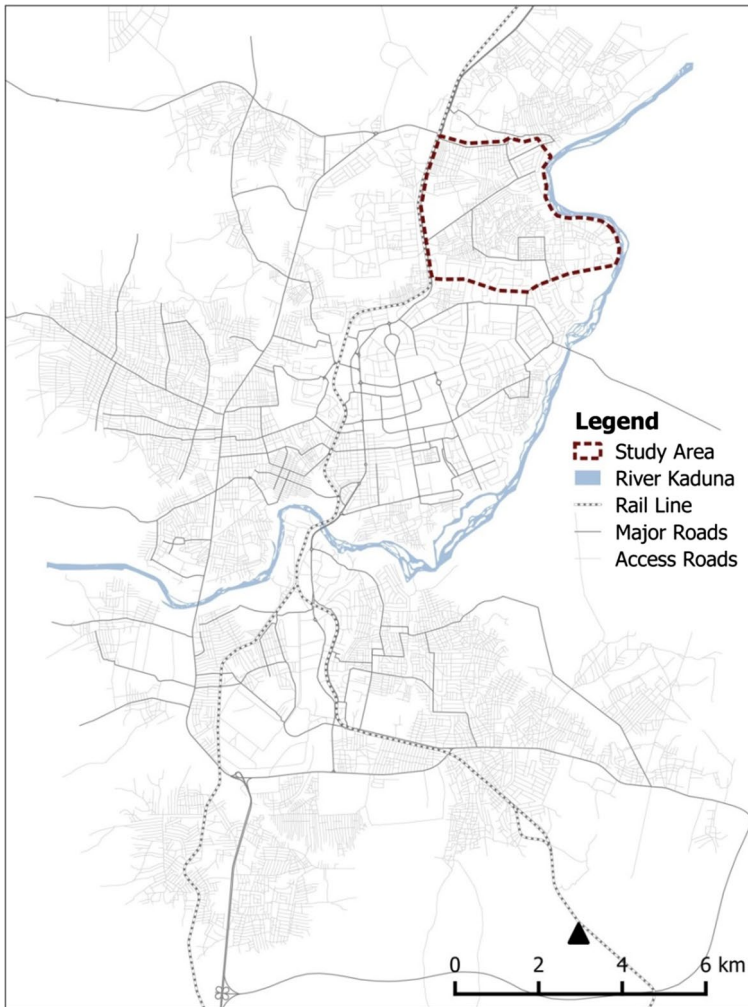 Legend
Study Area
River Kaduna
Rail Line
Major Roads
Access Roads
0 2 4 6 km